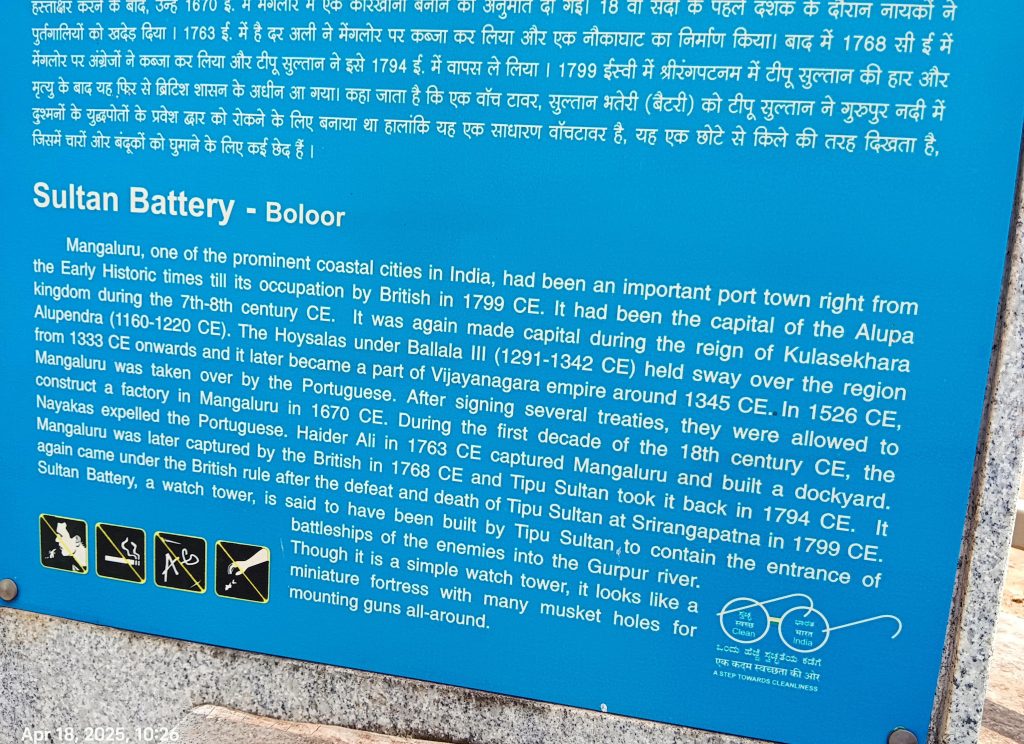 हस्ताक्षर करने के बाद, उन्हें 1670 ई. में मंगलोर में एक कारखाना बनाने की अनुमति दी गई। 18 वीं सदी के पहले दशक के दौरान नायकों ने
पुर्तगालियों को खदेड़ दिया । 1763 ई. में है दर अली ने मेंगलोर पर कब्जा कर लिया और एक नौकाघाट का निर्माण किया। बाद में 1768 सी ई में
मेंगलोर पर अंग्रेजों ने कब्जा कर लिया और टीपू सुल्तान ने इसे 1794 ई. में वापस ले लिया । 1799 ईस्वी में श्रीरंगपटनम में टीपू सुल्तान की हार और
मृत्यु के बाद यह फिर से ब्रिटिश शासन के अधीन आ गया। कहा जाता है कि एक वॉच टावर, सुल्तान भतेरी (बैटरी) को टीपू सुल्तान ने गुरुपुर नदी में
दुश्मनों के युद्धपोतों के प्रवेश द्वार को रोकने के लिए बनाया था हालांकि यह एक साधारण वॉचटावर है, यह एक छोटे से किले की तरह दिखता है,
जिसमें चारों ओर बंदूकों को घुमाने के लिए कई छेद हैं ।
Sultan Battery - Boloor
Mangaluru, one of the prominent coastal cities in India, had been an important port town right from
the Early Historic times till its occupation by British in 1799 CE. It had been the capital of the Alupa
kingdom during the 7th-8th century CE. It was again made capital during the reign of Kulasekhara
Alupendra (1160-1220 CE). The Hoysalas under Ballala III (1291-1342 CE) held sway over the region
from 1333 CE onwards and it later became a part of Vijayanagara empire around 1345 CE. In 1526 CE,
Mangaluru was taken over by the Portuguese. After signing several treaties, they were allowed to
construct a factory in Mangaluru in 1670 CE. During the first decade of the 18th century CE, the
Nayakas expelled the Portuguese. Haider Ali in 1763 CE captured Mangaluru and built a dockyard.
Mangaluru was later captured by the British in 1768 CE and Tipu Sultan took it back in 1794 CE. It
again came under the British rule after the defeat and death of Tipu Sultan at Srirangapatna in 1799 CE.
Sultan Battery, a watch tower, is said to have been built by Tipu Sultan, to contain the entrance of
battleships of the enemies into the Gurpur river.
Though it is a simple watch tower, it looks like a
miniature fortress with many musket holes for
mounting guns all-around.
ಸ್ವಚ್ಛ
स्वच्छ
Clean
ಭಾರತ
भारत
India
ಒಂದು ಹೆಜ್ಜೆ ಸ್ವಚ್ಛತೆಯ ಕಡೆಗೆ
एक कदम स्वच्छता की ओर
A STEP TOWARDS CLEANLINESS
Apr 18, 2025, 10:26